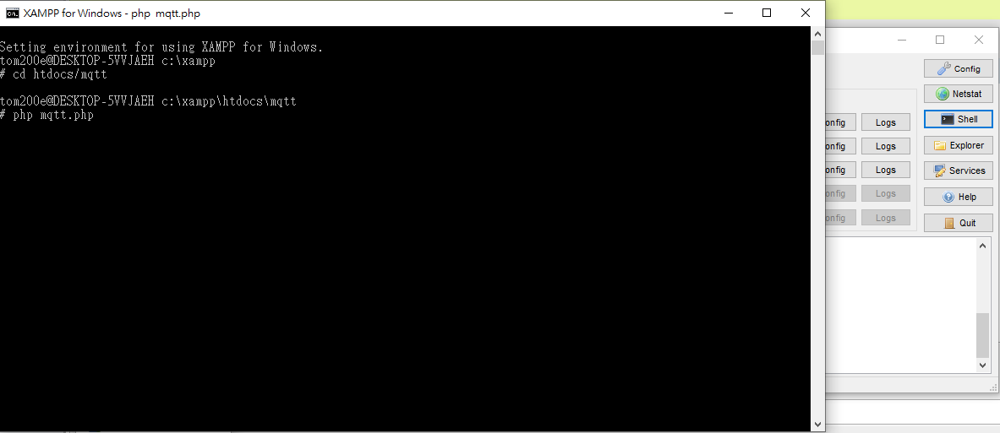 XAMPP for Windows - php  mqtt.php
Setting environment for using XAMPP for Windows.
tom200e@DESKTOP-5VVJAEH c:\xampp
# cd htdocs/mqtt
tom200e@DESKTOP-5VVJAEH c:\xampp\htdocs\mqtt
# php mqtt.php
Config
Netstat
Shell
Explorer
Services
Help
Quit
onfig Logs
onfig Logs
onfig Logs
onfig Logs
onfig Logs